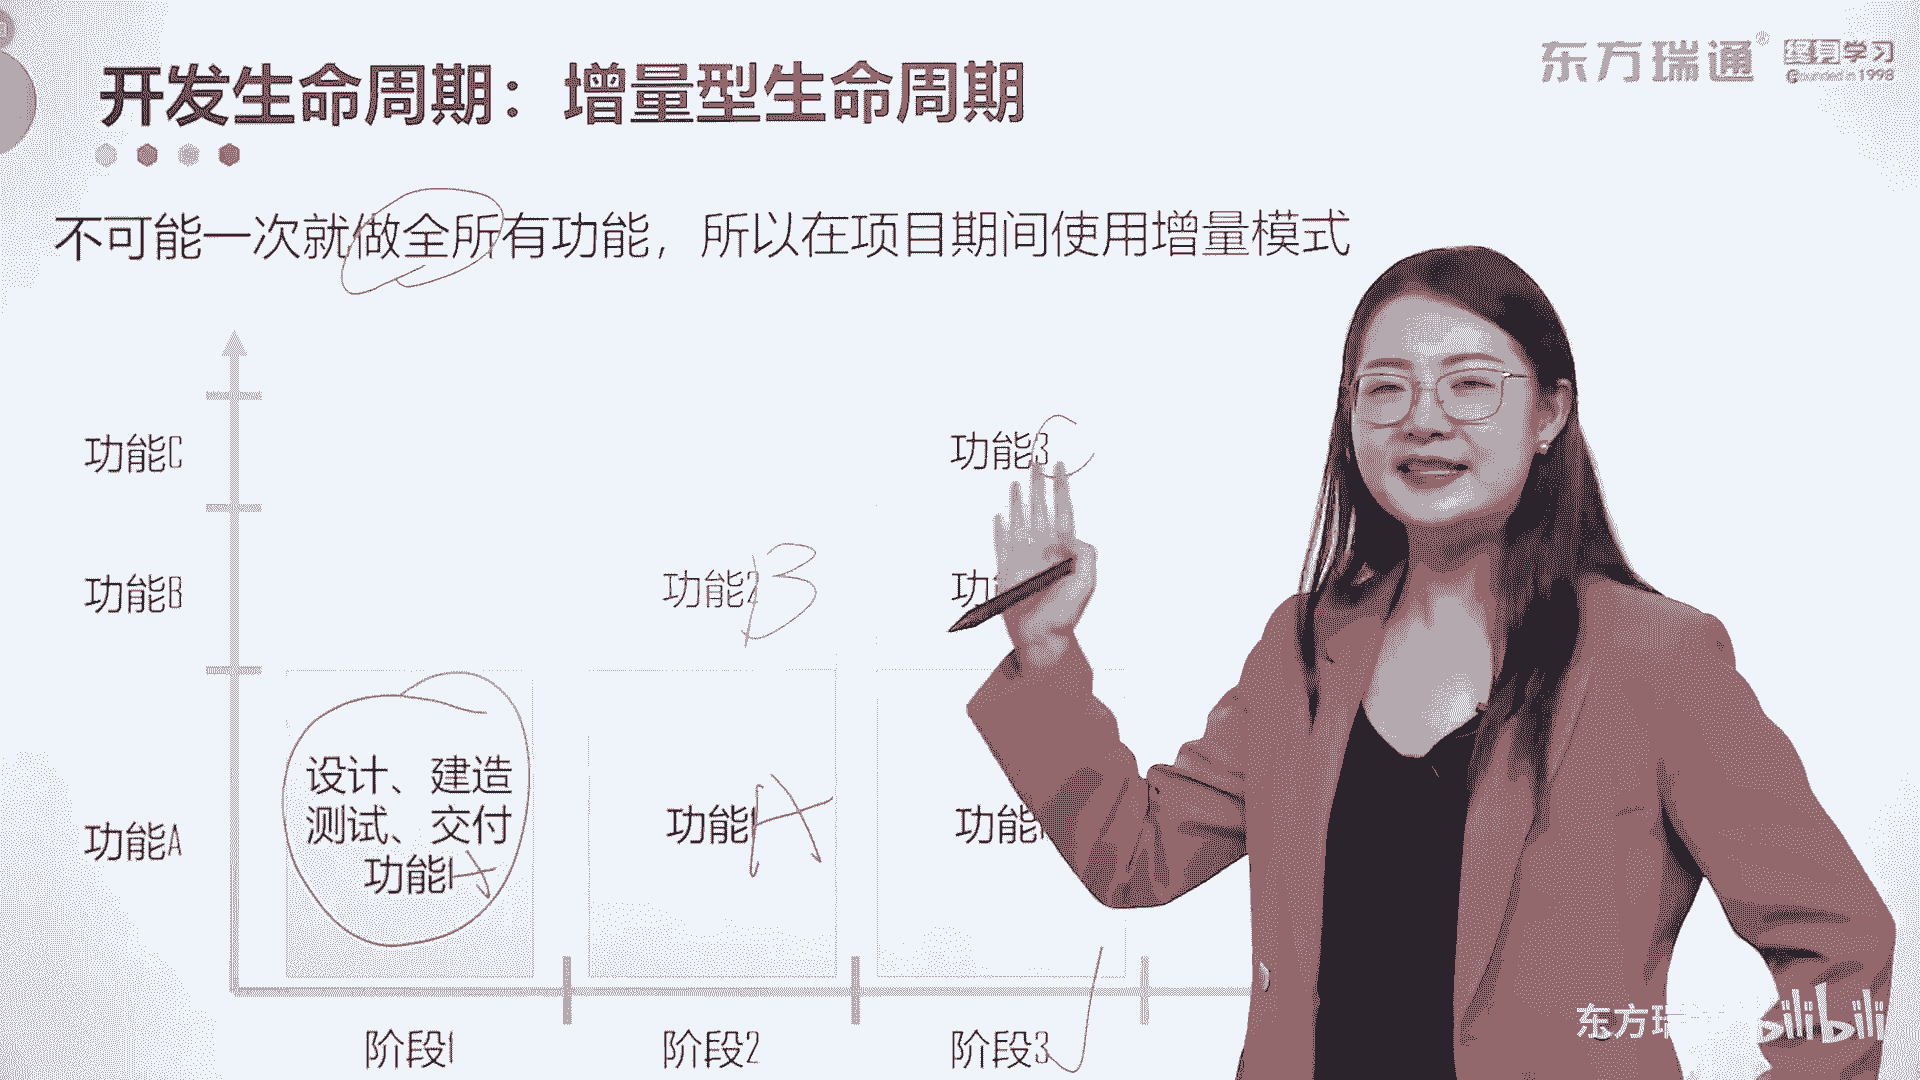 开发生命周期：增量型生命周期
东方瑞通® 终身学习
Founded in 1998
不可能一次就做全所有功能，所以在项目期间使用增量模式
功能C
功能3 C
功能B
功能2 B
功能A
设计、建造
测试、交付
功能1 A
功能1 A
功能
阶段1
阶段2
阶段3
东方瑞
bilibili